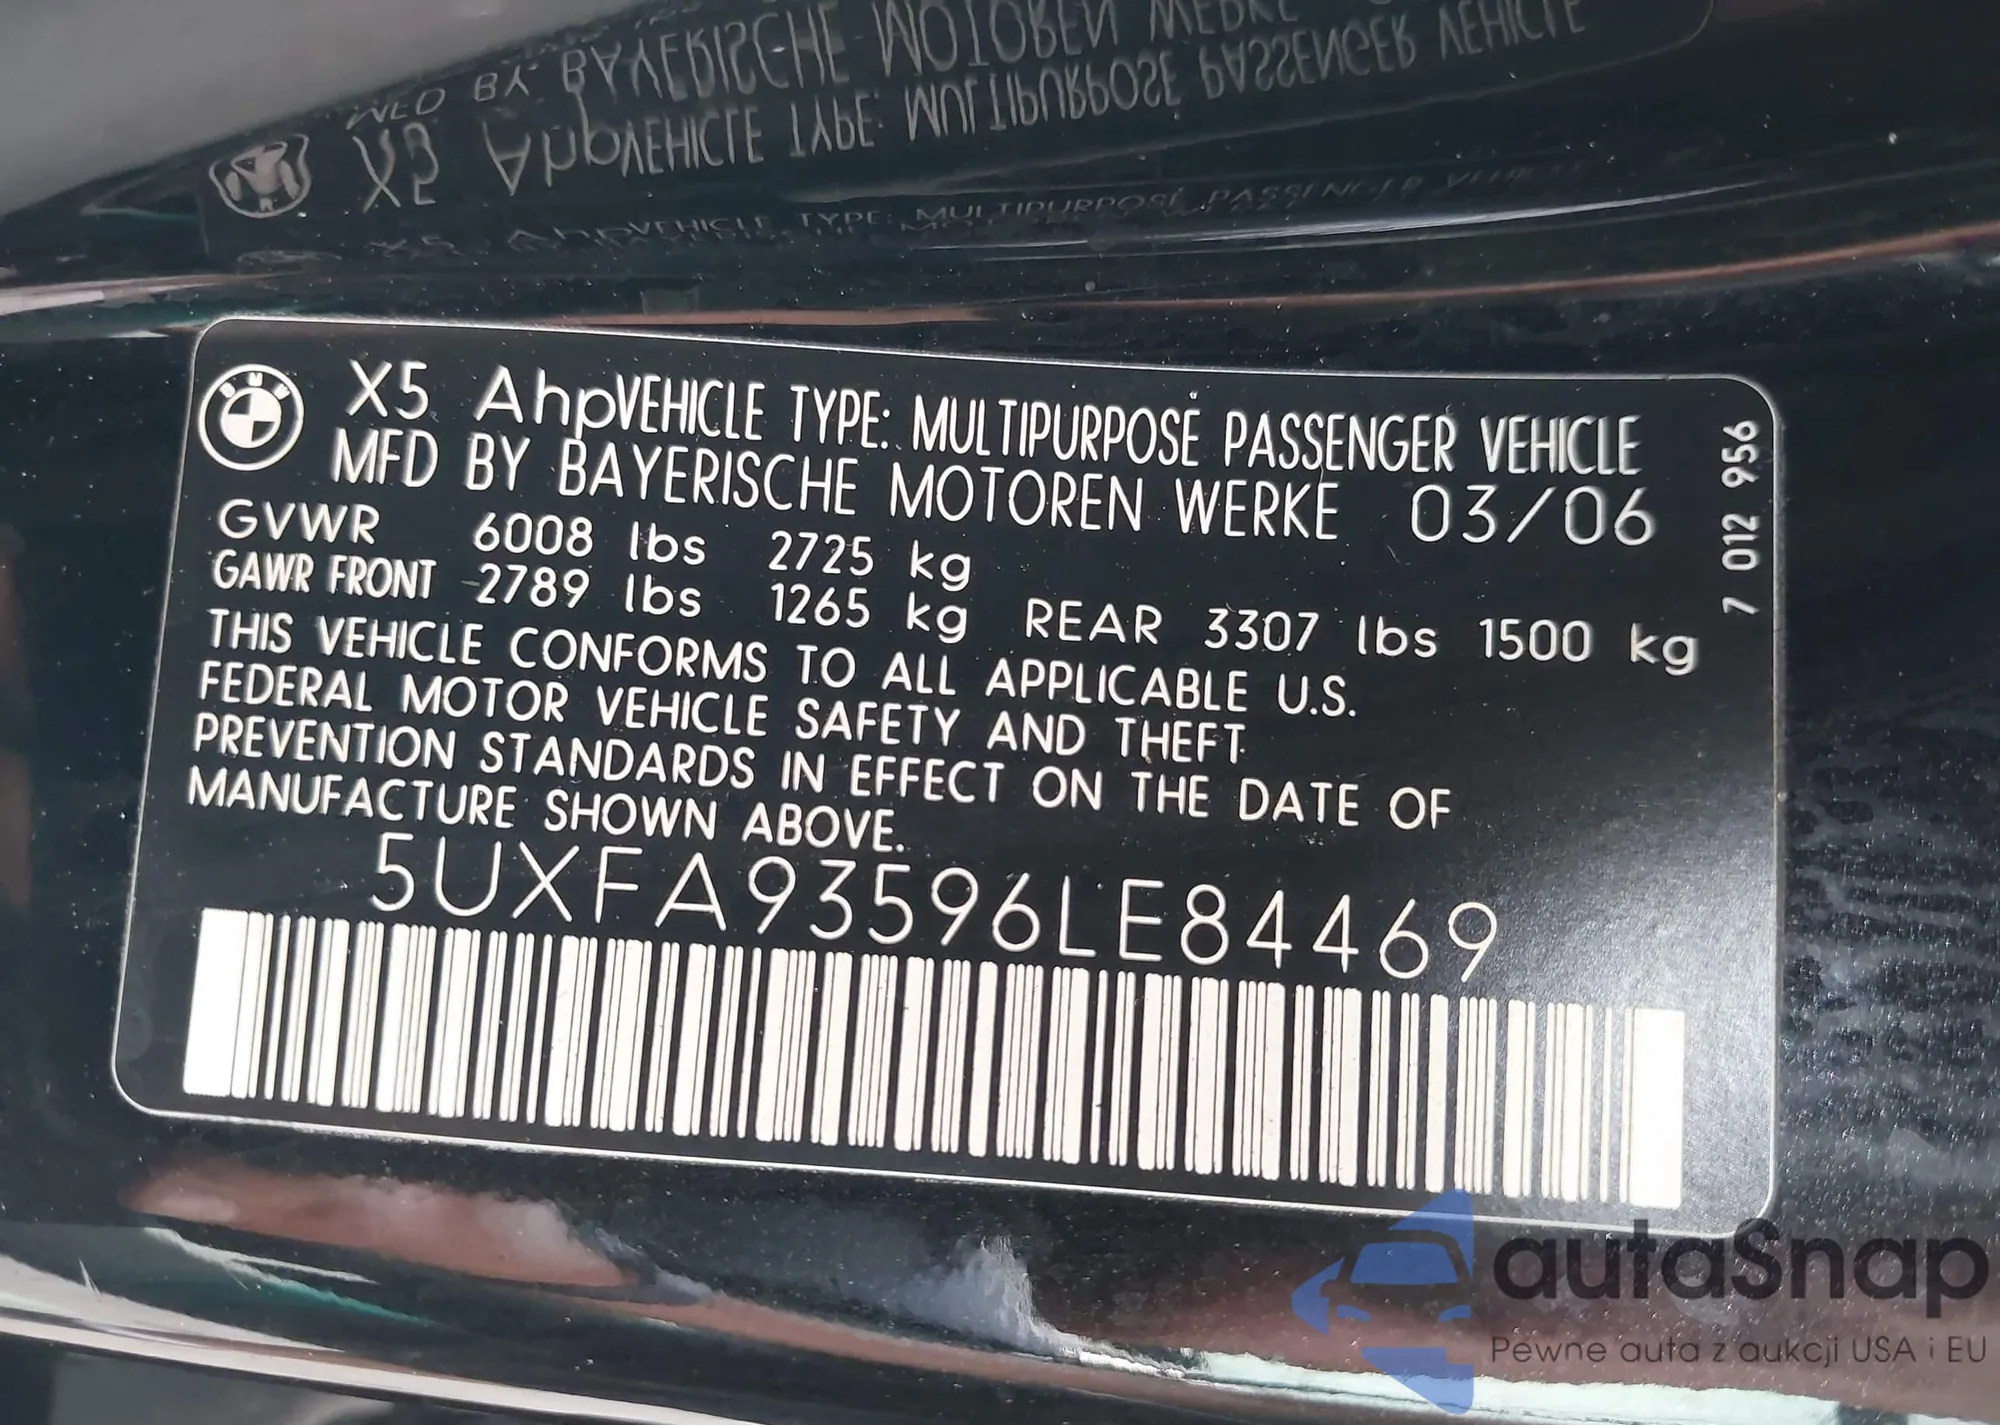 X5 AhpVEHICLE TYPE: MULTIPURPOSE PASSENGER VEHICLE
MFD BY BAYERISCHE MOTOREN WERKE 03/06
GVWR 6008 lbs 2725 kg
GAWR FRONT 2789 lbs 1265 kg REAR 3307 lbs 1500 kg
THIS VEHICLE CONFORMS TO ALL APPLICABLE U.S.
FEDERAL MOTOR VEHICLE SAFETY AND THEFT
PREVENTION STANDARDS IN EFFECT ON THE DATE OF
MANUFACTURE SHOWN ABOVE.
5UXFA93596LE84469
7 012 956
BMW
autaSnap
Pewne auta z aukcji USA i EU